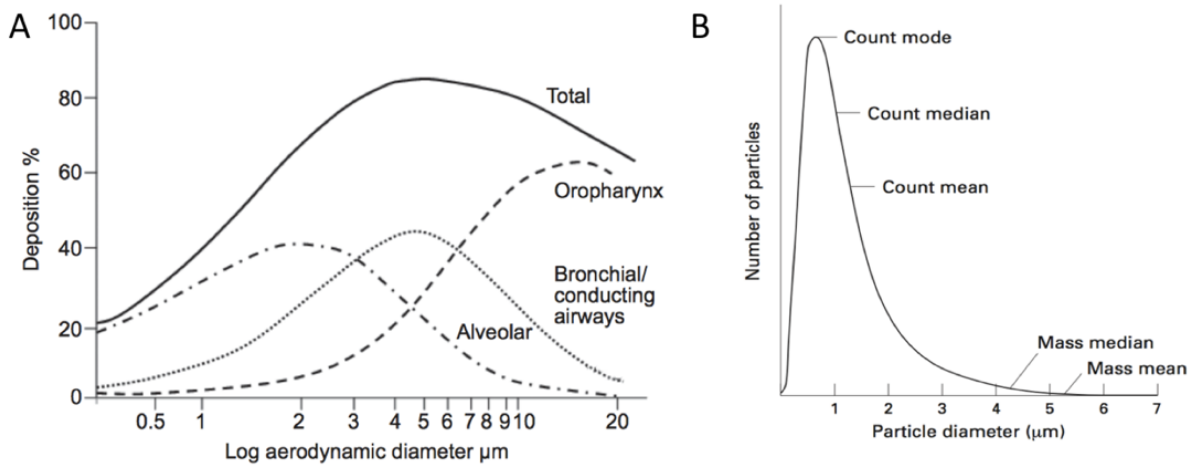 A
100
80
60
40
20
0
Deposition %
Total
Oropharynx
Bronchial/
conducting
airways
Alveolar
0.5 1 2 3 4 5 6 7 8 9 10 20
Log aerodynamic diameter µm
B
Number of particles
Count mode
Count median
Count mean
Mass median
Mass mean
1 2 3 4 5 6 7
Particle diameter (µm)